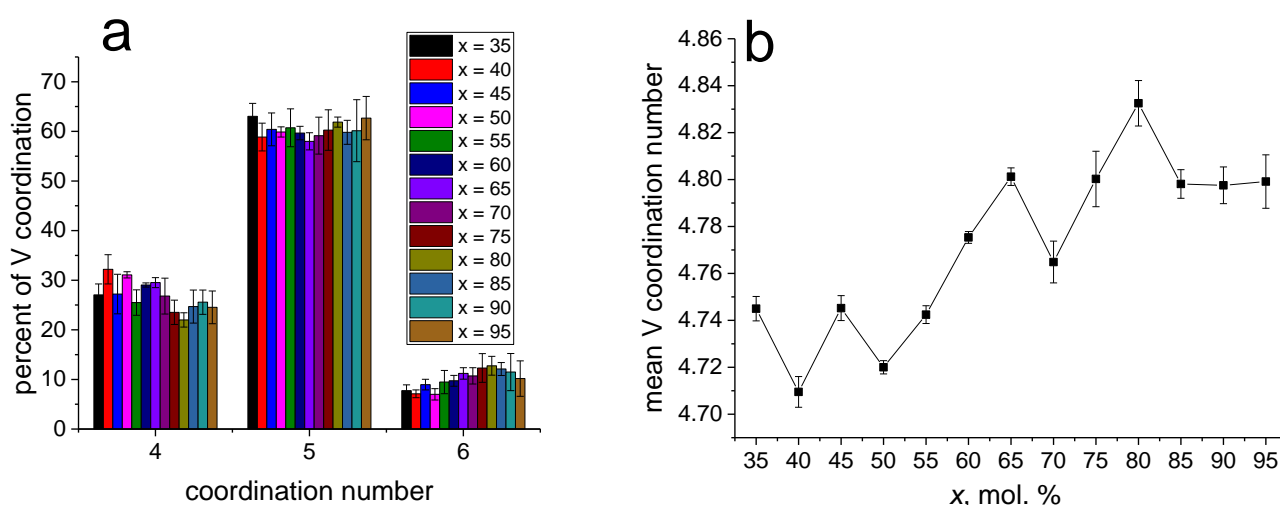 a
percent of V coordination
70
60
50
40
30
20
10
0
4
5
6
coordination number
x = 35
x = 40
x = 45
x = 50
x = 55
x = 60
x = 65
x = 70
x = 75
x = 80
x = 85
x = 90
x = 95
b
mean V coordination number
4.86
4.84
4.82
4.80
4.78
4.76
4.74
4.72
4.70
35 40 45 50 55 60 65 70 75 80 85 90 95
x, mol. %